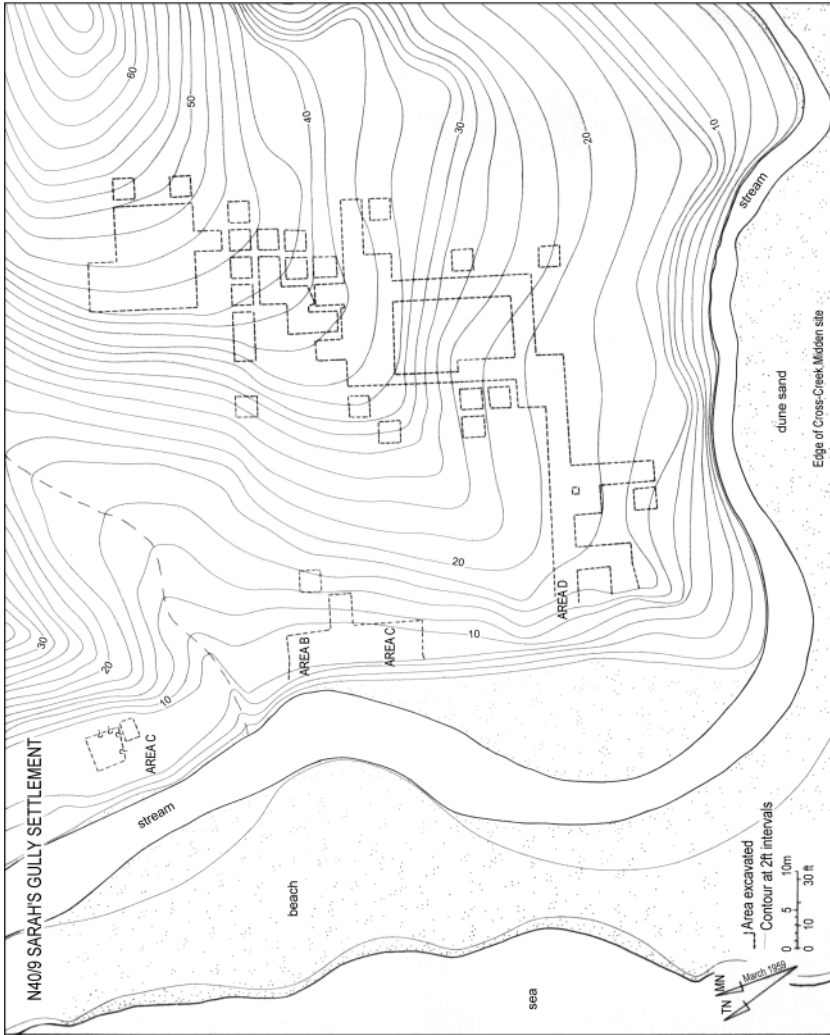 N40/9 SARAH'S GULLY SETTLEMENT
60
50
40
30
20
10
stream
dune sand
Edge of Cross-Creek Midden site
30
20
10
AREA C
? ? ?
AREA B
AREA C
10
20
AREA D
stream
beach
sea
Area excavated
Contour at 2ft intervals
0 5 10m
0 10 30 ft
TN MN
March 1959